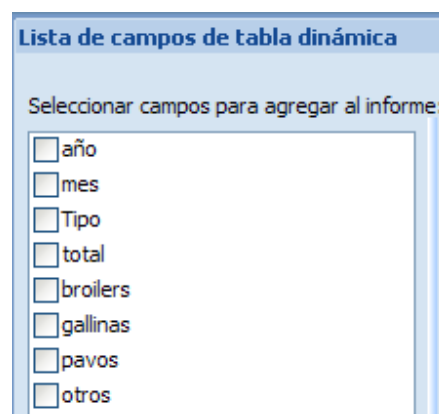 Lista de campos de tabla dinámica
Seleccionar campos para agregar al informe:
año
mes
Tipo
total
broilers
gallinas
pavos
otros